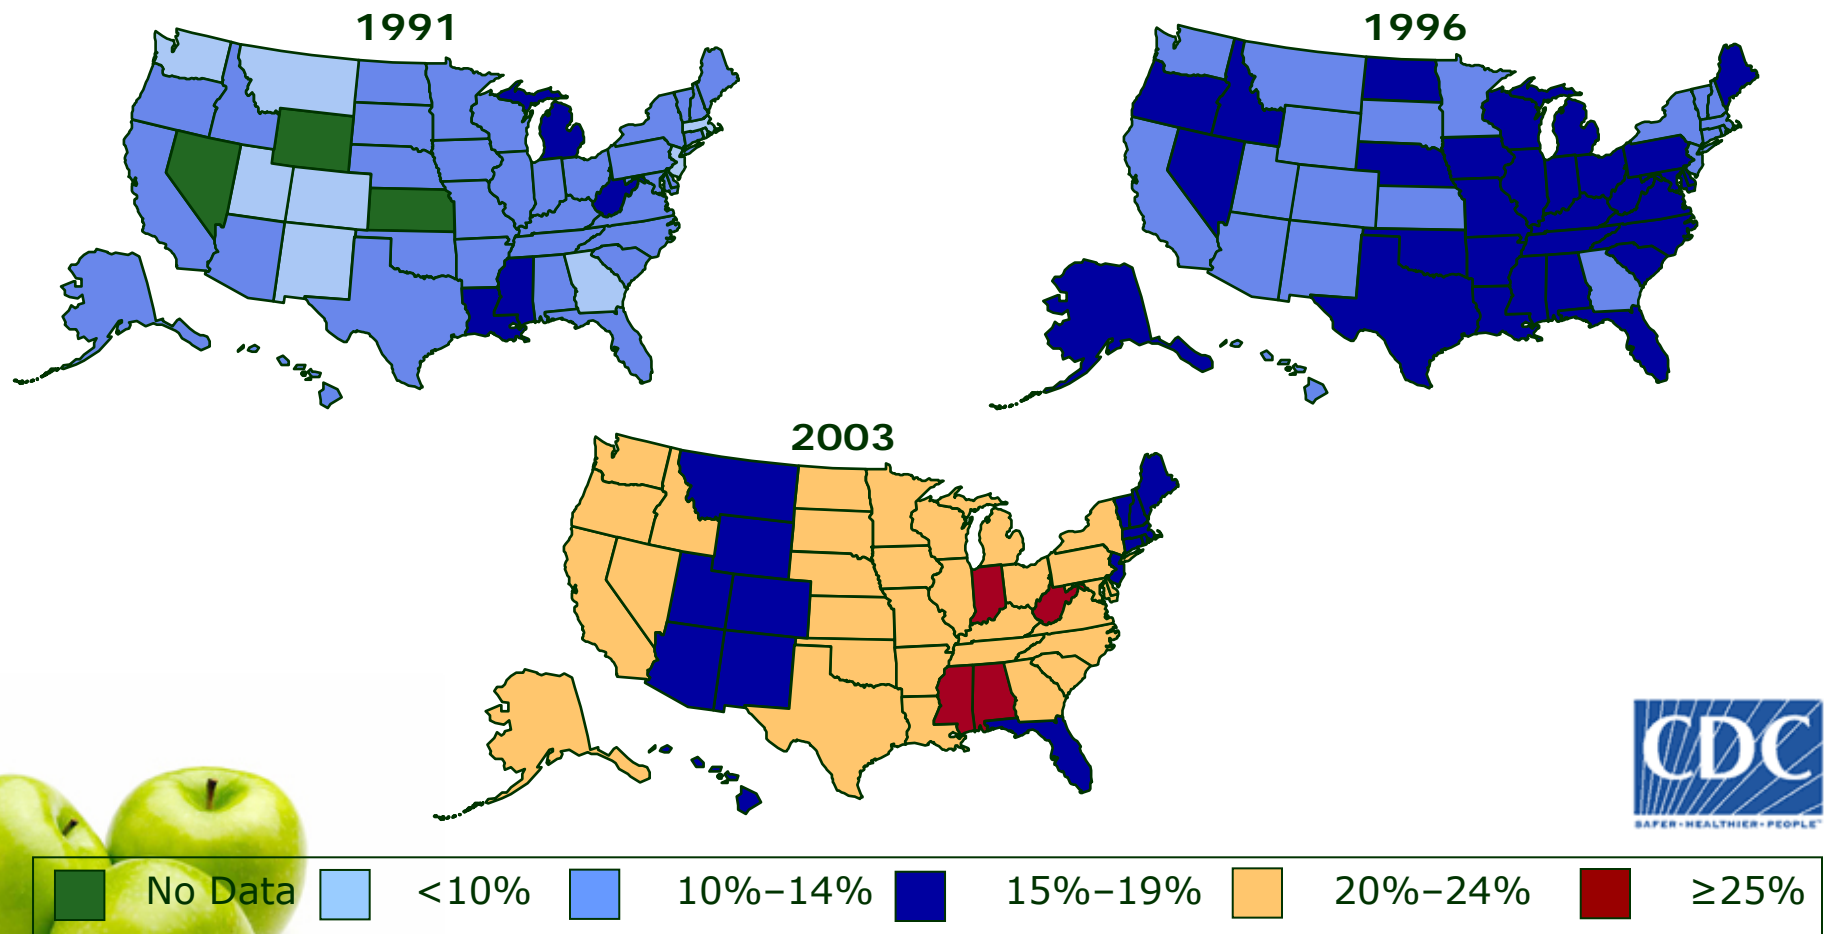 1991
1996
2003
CDC
SAFER•HEALTHIER•PEOPLE™
No Data
<10%
10%–14%
15%–19%
20%–24%
≥25%